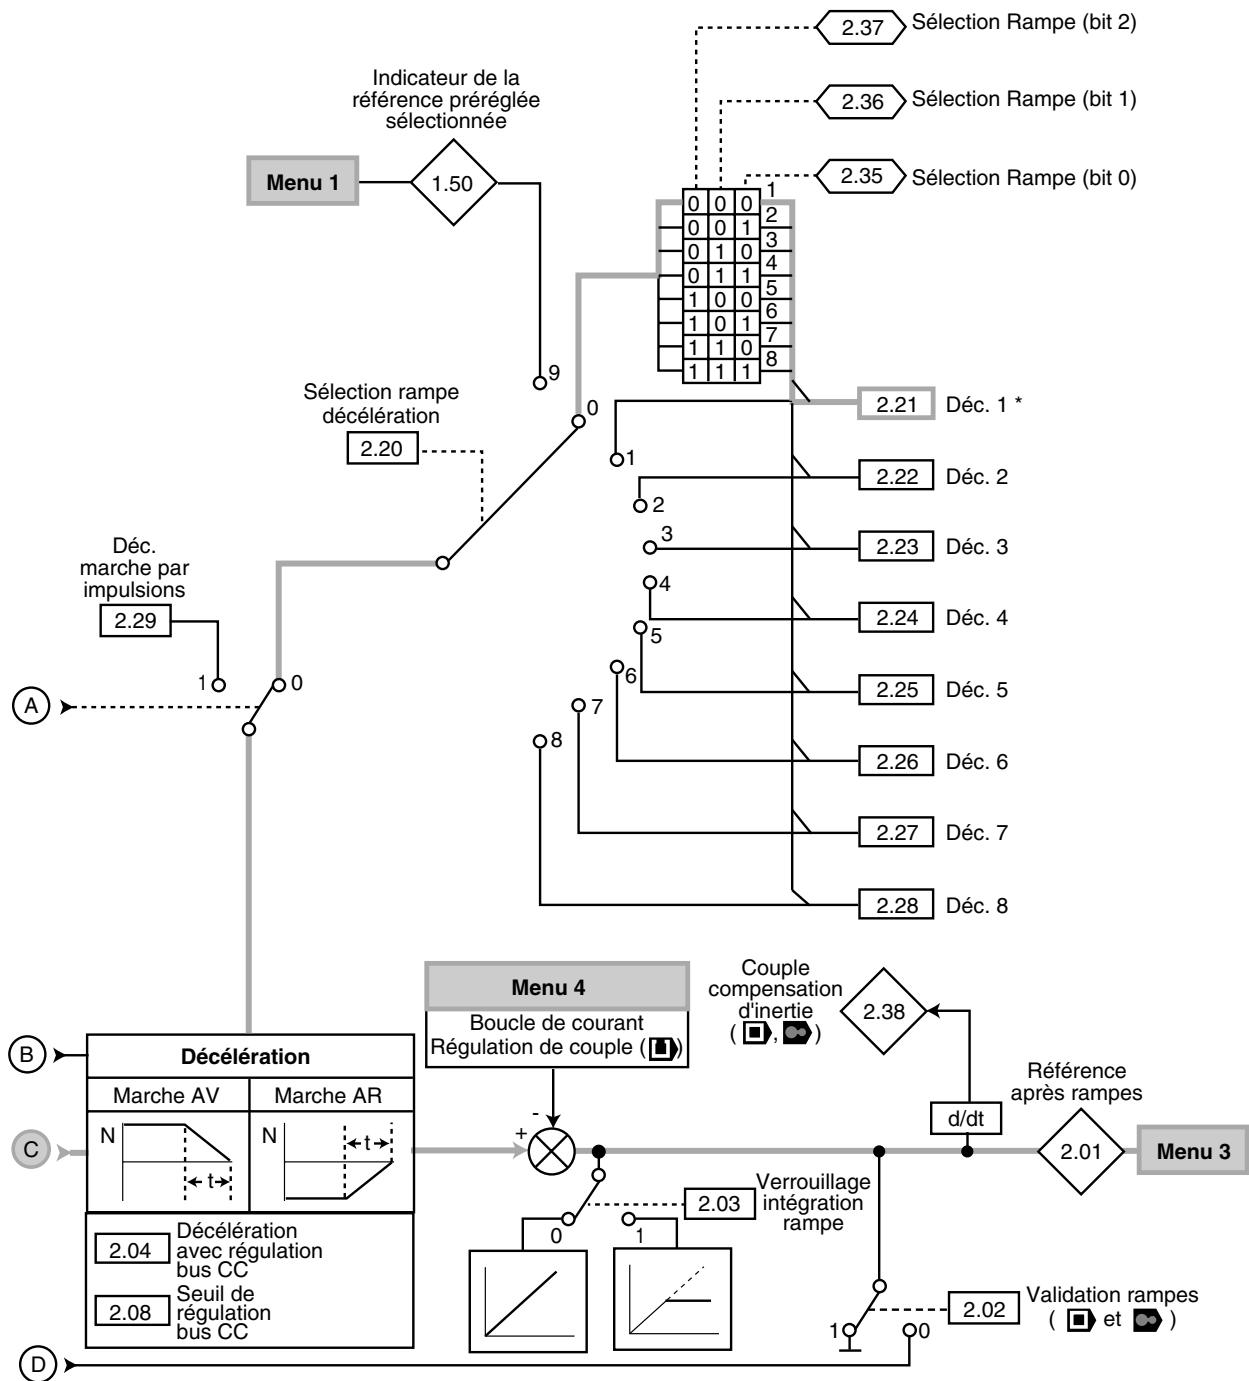 2.37 Sélection Rampe (bit 2)
Indicateur de la
référence préréglée
sélectionnée
2.36 Sélection Rampe (bit 1)
Menu 1
1.50
2.35 Sélection Rampe (bit 0)
0 0 0 1
0 0 1 2
0 1 0 3
0 1 1 4
1 0 0 5
1 0 1 6
1 1 0 7
1 1 1 8
9
Sélection rampe
décélération
2.20
0
2.21 Déc. 1 *
1
2.22 Déc. 2
2
3
2.23 Déc. 3
Déc.
marche par
impulsions
2.29
4
2.24 Déc. 4
5
6
2.25 Déc. 5
1
0
A
7
8
2.26 Déc. 6
2.27 Déc. 7
2.28 Déc. 8
Menu 4
Boucle de courant
Régulation de couple ( )
Couple
compensation
d'inertie
( , )
2.38
B
Décélération
Marche AV
Marche AR
N
t
N
t
C
-
+
d/dt
Référence
après rampes
2.01
Menu 3
0
1
2.03
Verrouillage
intégration
rampe
2.04
Décélération
avec régulation
bus CC
2.08
Seuil de
régulation
bus CC
1
0
2.02
Validation rampes
( et )
D